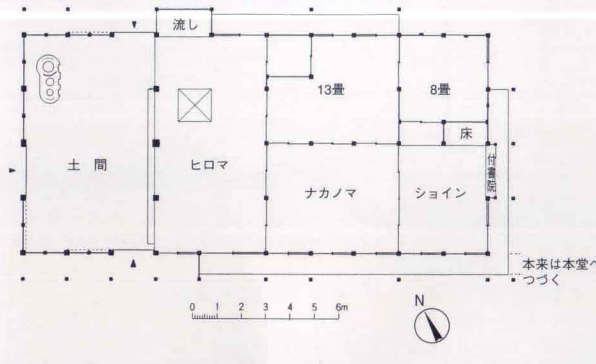 流し
13畳
8畳
床
土間
ヒロマ
ナカノマ
ショイン
付書院
本来は本堂へ
つづく
0 1 2 3 4 5 6m
N